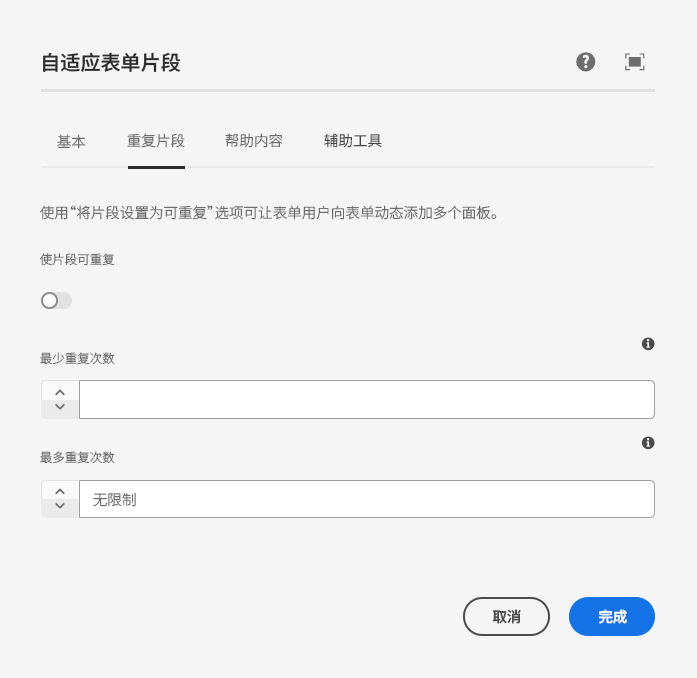 自适应表单片段
基本 重复片段 帮助内容 辅助工具
使用“将片段设置为可重复”选项可让表单用户向表单动态添加多个面板。
使片段可重复
最少重复次数
最多重复次数
无限制
取消 完成